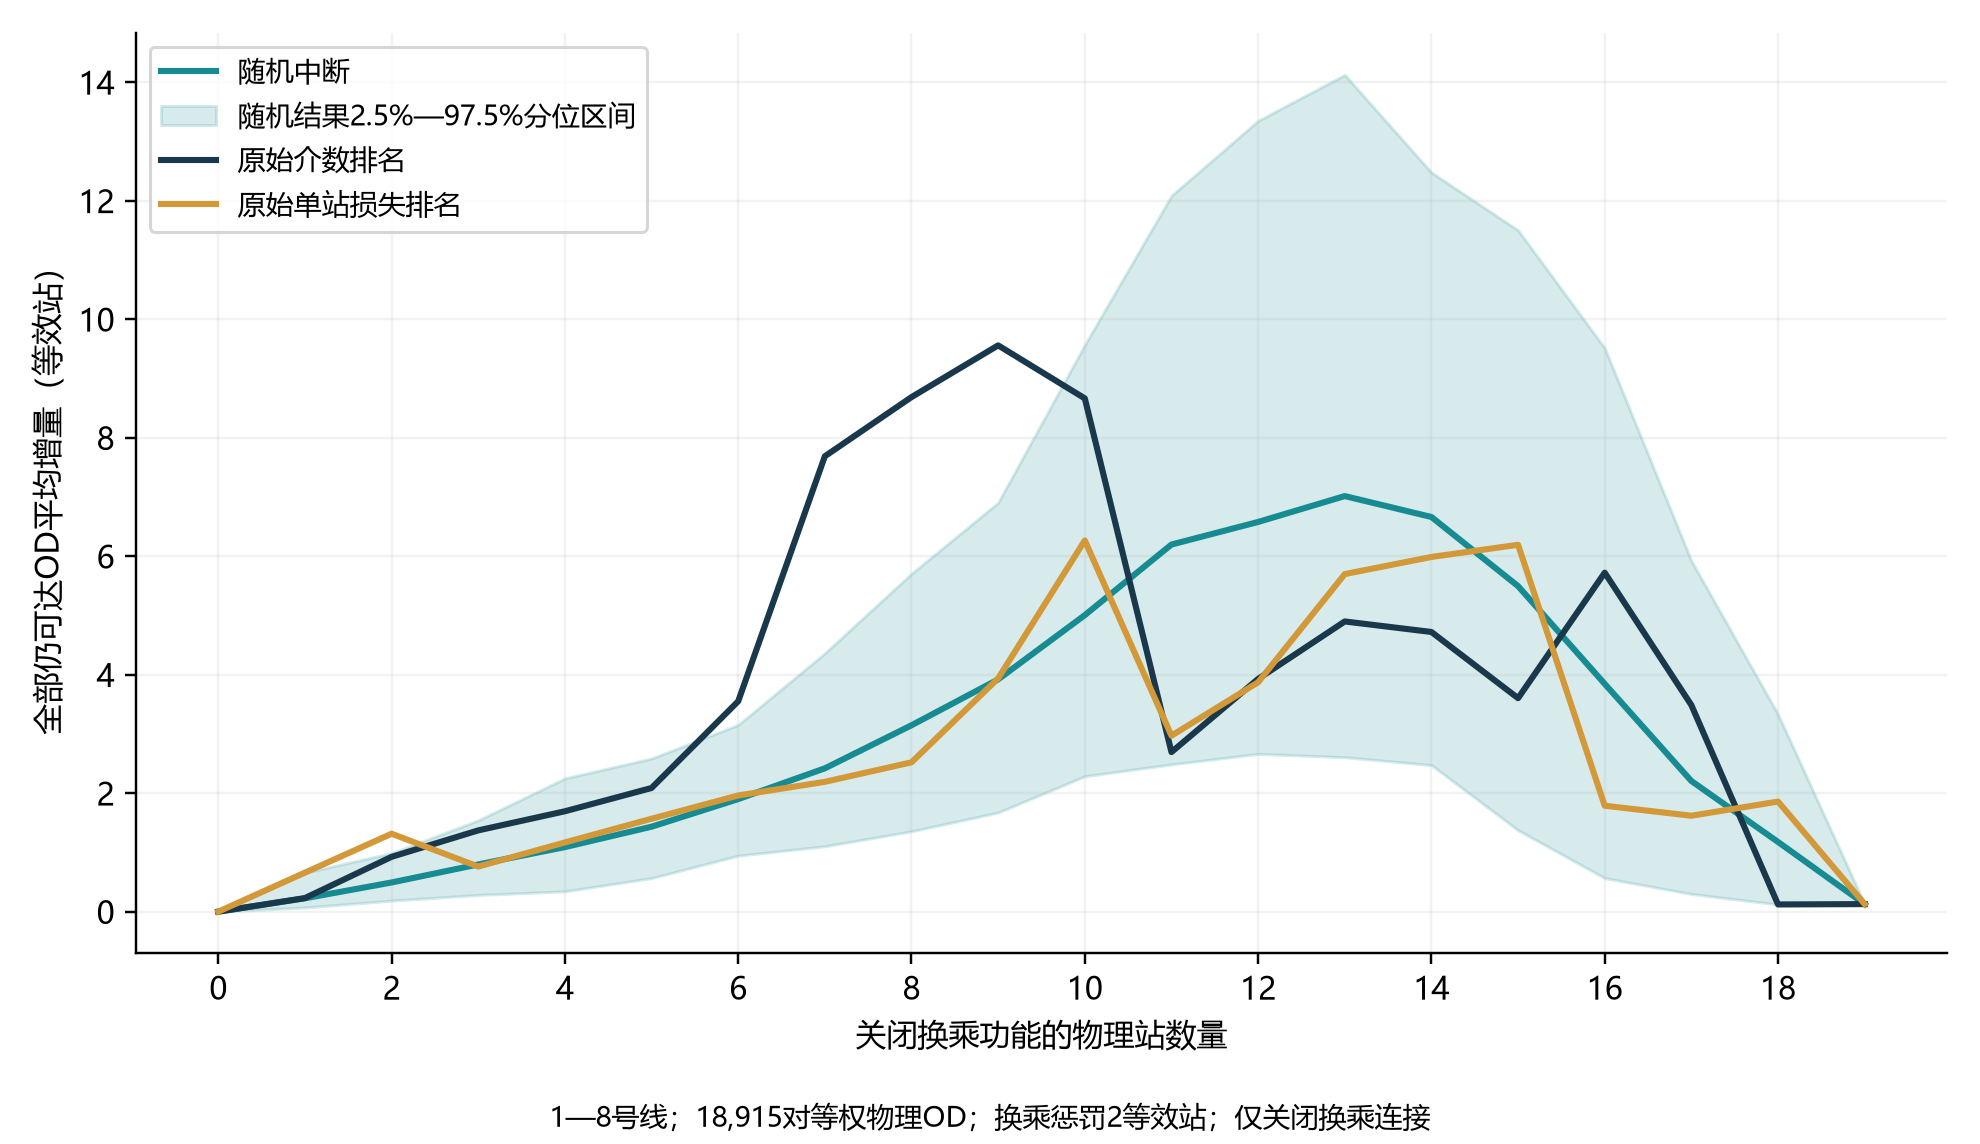 随机中断
随机结果2.5%—97.5%分位区间
原始介数排名
原始单站损失排名
全部仍可达OD平均增量（等效站）
14
12
10
8
6
4
2
0
0 2 4 6 8 10 12 14 16 18
关闭换乘功能的物理站数量
1—8号线；18,915对等权物理OD；换乘惩罚2等效站；仅关闭换乘连接